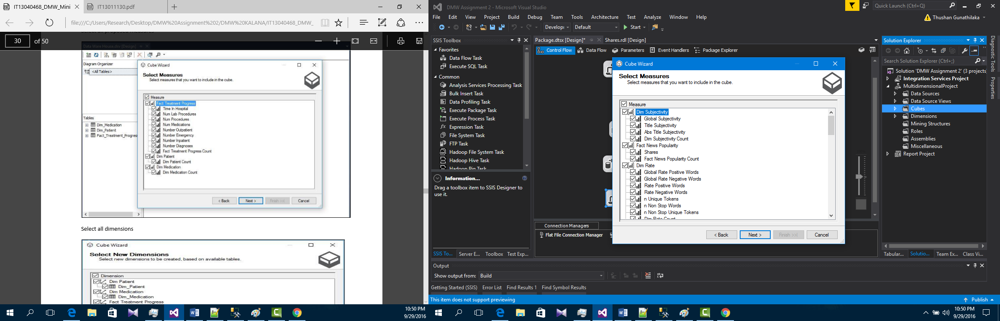 IT13040468_DMW_Mini
IT13011130.pdf
file:///C:/Users/Research/Desktop/DMW%20Assignment%202/DMW%20KALANA/IT13040468_DMW_
Select all proposed measures
30 of 50
Data Ware House.dsv [Design]
Diagram Organizer
<All Tables>
Tables
Dim_Medication
Dim_Patient
Fact_Treatment_Progress
Cube Wizard
Select Measures
Select measures that you want to include in the cube.
Measure
Fact Treatment Progress
Time In Hospital
Num Lab Procedures
Num Procedures
Num Medications
Number Outpatient
Number Emergency
Number Inpatient
Number Diagnoses
Fact Treatment Progress Count
Dim Patient
Dim Patient Count
Dim Medication
Dim Medication Count
< Back Next > Finish >>| Cancel
Select all dimensions
Cube Wizard
Select New Dimensions
Select new dimensions to be created, based on available tables.
Dimension
Dim Patient
Dim_Patient
Dim Medication
Dim_Medication
Fact Treatment Progress
10:50 PM
9/29/2016
DMW Assignment 2 - Microsoft Visual Studio
Quick Launch (Ctrl+Q)
File Edit View Project Build Debug Team Tools Architecture Test Analyze Window Help
Thushan Gunathilaka
Develop Default Start
SSIS Toolbox
Favorites
Data Flow Task
Execute SQL Task
Common
Analysis Services Processing Task
Bulk Insert Task
Data Profiling Task
Execute Package Task
Execute Process Task
Expression Task
File System Task
FTP Task
Hadoop File System Task
Hadoop Hive Task
Hadoop Pig Task
Information...
Drag a toolbox item to SSIS Designer to
use it.
SSIS To... Server E... Toolbox Test Exp...
Package.dtsx [Design]* Shares.rdl [Design]
Control Flow Data Flow Parameters Event Handlers Package Explorer
Cube Wizard
Select Measures
Select measures that you want to include in the cube.
Measure
Dim Subjectivity
Global Subjectivity
Title Subjectivity
Abs Title Subjectivity
Dim Subjectivity Count
Fact News Popularity
Shares
Fact News Popularity Count
Dim Rate
Global Rate Positive Words
Global Rate Negative Words
Rate Positive Words
Rate Negative Words
n Unique Tokens
n Non Stop Words
n Non Stop Unique Tokens
Dim Rate Count
< Back Next > Finish >>| Cancel
Connection Managers
Flat File Connection Manager
Solution Explorer
Search Solution Explorer (Ctrl+;)
Solution 'DMW Assignment 2' (3 projects)
Integration Services Project
MultidimensionalProject
Data Sources
Data Source Views
Cubes
Dimensions
Mining Structures
Roles
Assemblies
Miscellaneous
Report Project
Tabular... Solutio... Team Ex... Class Vi...
Diagnostic Tools
Properties
Output
Show output from: Build
Getting Started (SSIS) Error List Find Results 1 Find Symbol Results
This item does not support previewing
Publish
10:50 PM
9/29/2016